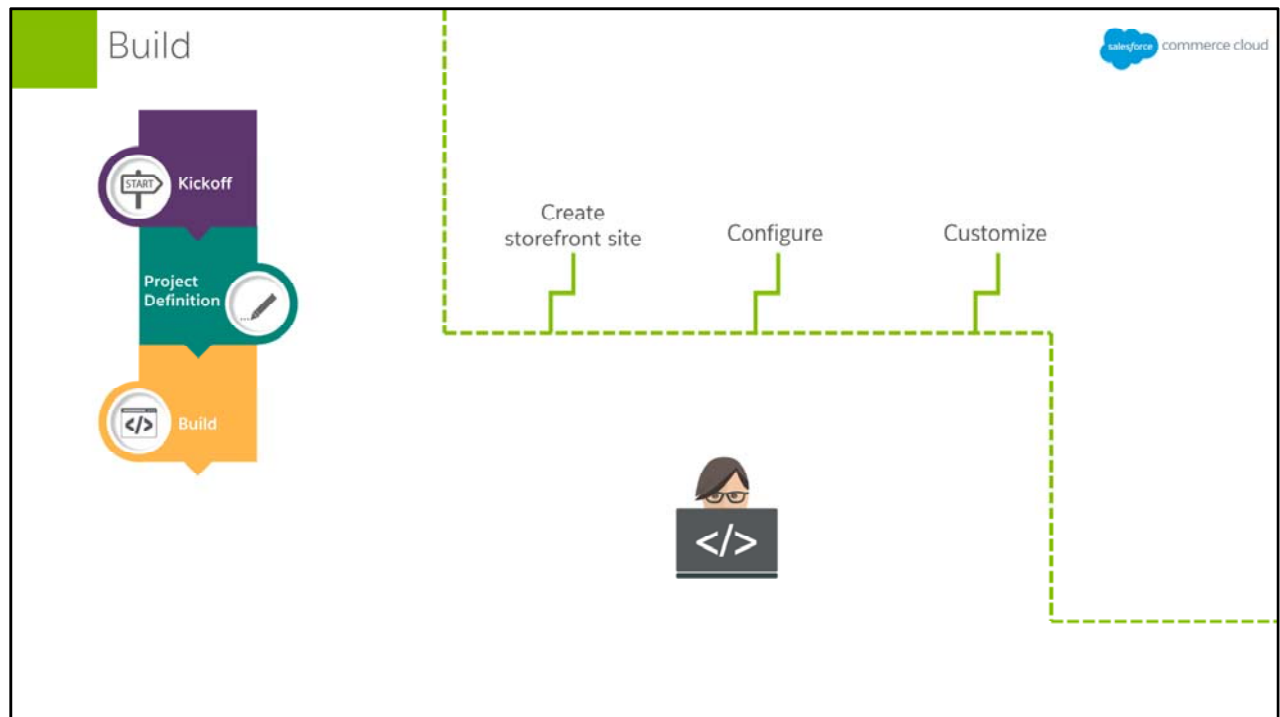 Build
salesforce commerce cloud
START
Kickoff
Project
Definition
</>
Build
Create
storefront site
Configure
Customize
</>